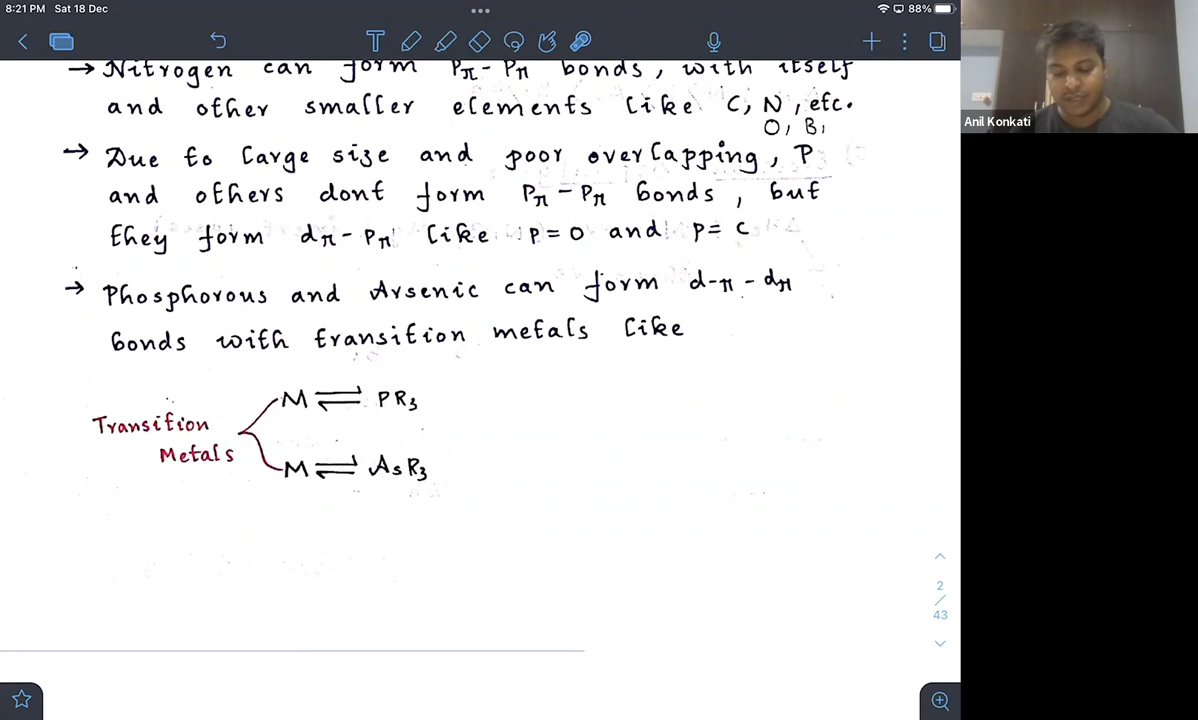 8:21 PM Sat 18 Dec
88%
→ Nitrogen can form Pπ - Pπ bonds, with itself
and other smaller elements like C, N, etc.
O, B,
→ Due to large size and poor overlapping, P
and others dont form Pπ - Pπ bonds, but
they form dπ - Pπ like P = O and P = C
→ Phosphorous and Arsenic can form d-π - dπ
bonds with transition metals like
Transition
Metals
M ⇌ PR3
M ⇌ AsR3
Anil Konkati
2
/
43